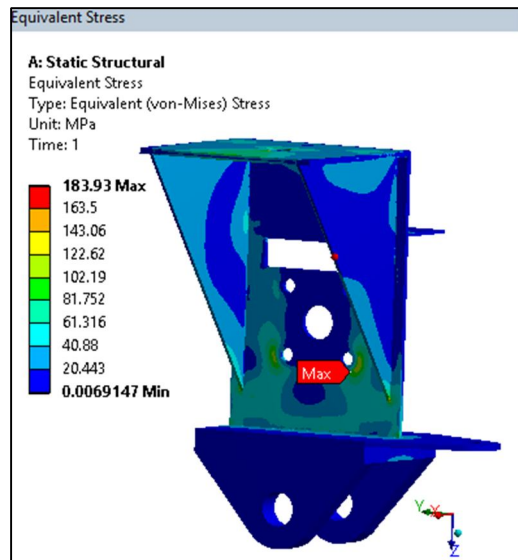 Equivalent Stress
A: Static Structural
Equivalent Stress
Type: Equivalent (von-Mises) Stress
Unit: MPa
Time: 1
183.93 Max
163.5
143.06
122.62
102.19
81.752
61.316
40.88
20.443
0.0069147 Min
Max
Y X
Z